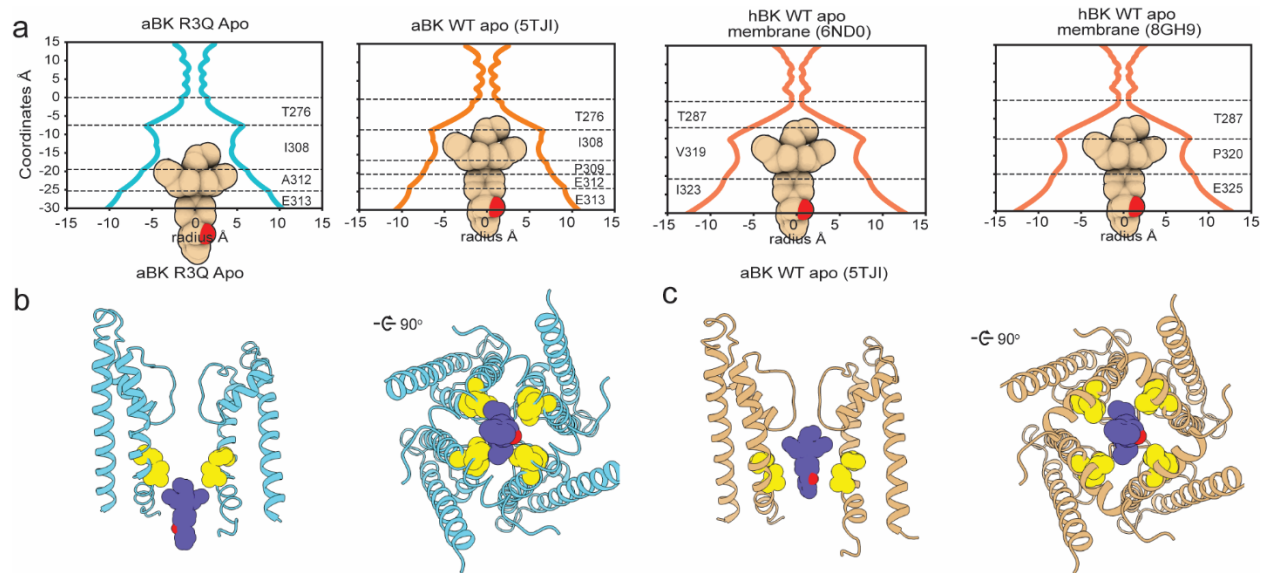 a
aBK R3Q Apo
aBK WT apo (5TJI)
hBK WT apo
membrane (6ND0)
hBK WT apo
membrane (8GH9)
Coordinates Å
15
10
5
0
-5
-10
-15
-20
-25
-30
T276
I308
A312
E313
T276
I308
P309
E312
E313
T287
V319
I323
T287
P320
E325
-15 -10 -5 0 5 10 15
-15 -10 -5 0 5 10 15
-15 -10 -5 0 5 10 15
-15 -10 -5 0 5 10 15
radius Å
radius Å
radius Å
radius Å
b
aBK R3Q Apo
90°
c
aBK WT apo (5TJI)
90°